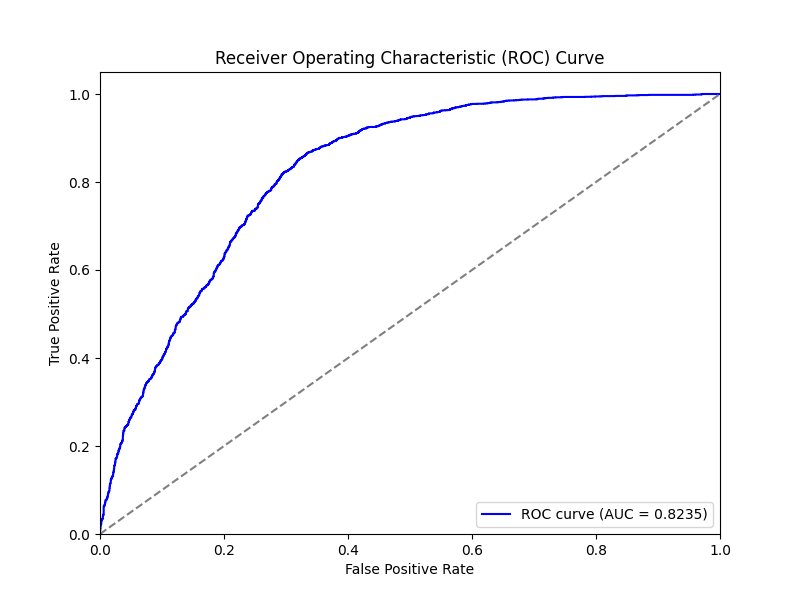 Receiver Operating Characteristic (ROC) Curve
1.0
0.8
0.6
0.4
0.2
0.0
True Positive Rate
ROC curve (AUC = 0.8235)
0.0 0.2 0.4 0.6 0.8 1.0
False Positive Rate